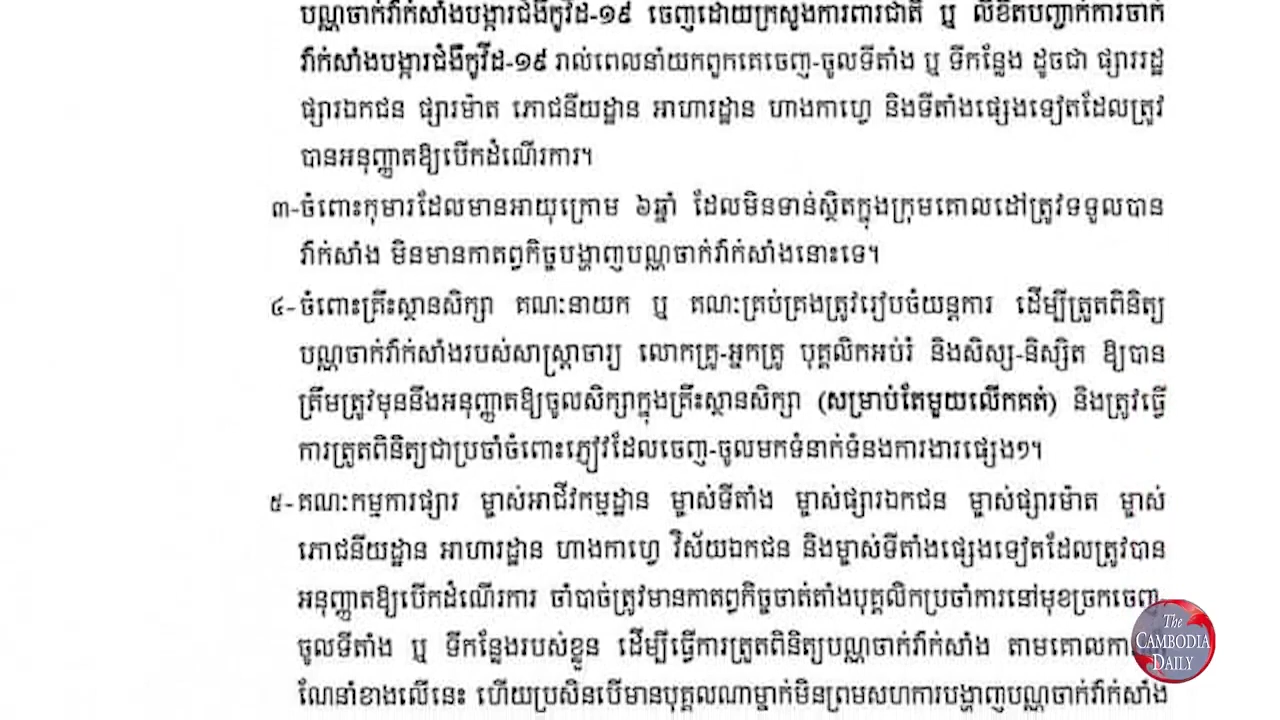 បណ្ណចាក់វ៉ាក់សាំងបង្ការជំងឺកូវីដ-១៩ ចេញដោយក្រសួងការពារជាតិ ឬ លិខិតបញ្ជាក់ការចាក់
វ៉ាក់សាំងបង្ការជំងឺកូវីដ-១៩ រាល់ពេលនាំយកពួកគេចេញ-ចូលទីតាំង ឬ ទីកន្លែង ដូចជា ផ្សាររដ្ឋ
ផ្សារឯកជន ផ្សារម៉ាត ភោជនីយដ្ឋាន អាហារដ្ឋាន ហាងកាហ្វេ និងទីតាំងផ្សេងទៀតដែលត្រូវ
បានអនុញ្ញាតឱ្យបើកដំណើរការ។
៣-ចំពោះកុមារដែលមានអាយុក្រោម ៦ឆ្នាំ ដែលមិនទាន់ស្ថិតក្នុងក្រុមគោលដៅត្រូវទទួលបាន
វ៉ាក់សាំង មិនមានកាតព្វកិច្ចបង្ហាញបណ្ណចាក់វ៉ាក់សាំងនោះទេ។
៤-ចំពោះគ្រឹះស្ថានសិក្សា គណៈនាយក ឬ គណៈគ្រប់គ្រងត្រូវរៀបចំយន្តការ ដើម្បីត្រួតពិនិត្យ
បណ្ណចាក់វ៉ាក់សាំងរបស់សាស្ត្រាចារ្យ លោកគ្រូ-អ្នកគ្រូ បុគ្គលិកអប់រំ និងសិស្ស-និស្សិត ឱ្យបាន
ត្រឹមត្រូវមុននឹងអនុញ្ញាតឱ្យចូលសិក្សាក្នុងគ្រឹះស្ថានសិក្សា (សម្រាប់តែមួយលើកគត់) និងត្រូវធ្វើ
ការត្រួតពិនិត្យជាប្រចាំចំពោះភ្ញៀវដែលចេញ-ចូលមកទំនាក់ទំនងការងារផ្សេងៗ។
៥-គណៈកម្មការផ្សារ ម្ចាស់អាជីវកម្មដ្ឋាន ម្ចាស់ទីតាំង ម្ចាស់ផ្សារឯកជន ម្ចាស់ផ្សារម៉ាត ម្ចាស់
ភោជនីយដ្ឋាន អាហារដ្ឋាន ហាងកាហ្វេ វិស័យឯកជន និងម្ចាស់ទីតាំងផ្សេងទៀតដែលត្រូវបាន
អនុញ្ញាតឱ្យបើកដំណើរការ ចាំបាច់ត្រូវមានកាតព្វកិច្ចចាត់តាំងបុគ្គលិកប្រចាំការនៅមុខច្រកចេញ-
ចូលទីតាំង ឬ ទីកន្លែងរបស់ខ្លួន ដើម្បីធ្វើការត្រួតពិនិត្យបណ្ណចាក់វ៉ាក់សាំង
ណែនាំខាងលើនេះ ហើយប្រសិនបើមានបុគ្គលណាម្នាក់មិនព្រមសហការបង្ហាញបណ្ណចាក់វ៉ាក់សាំង
The
CAMBODIA
DAILY